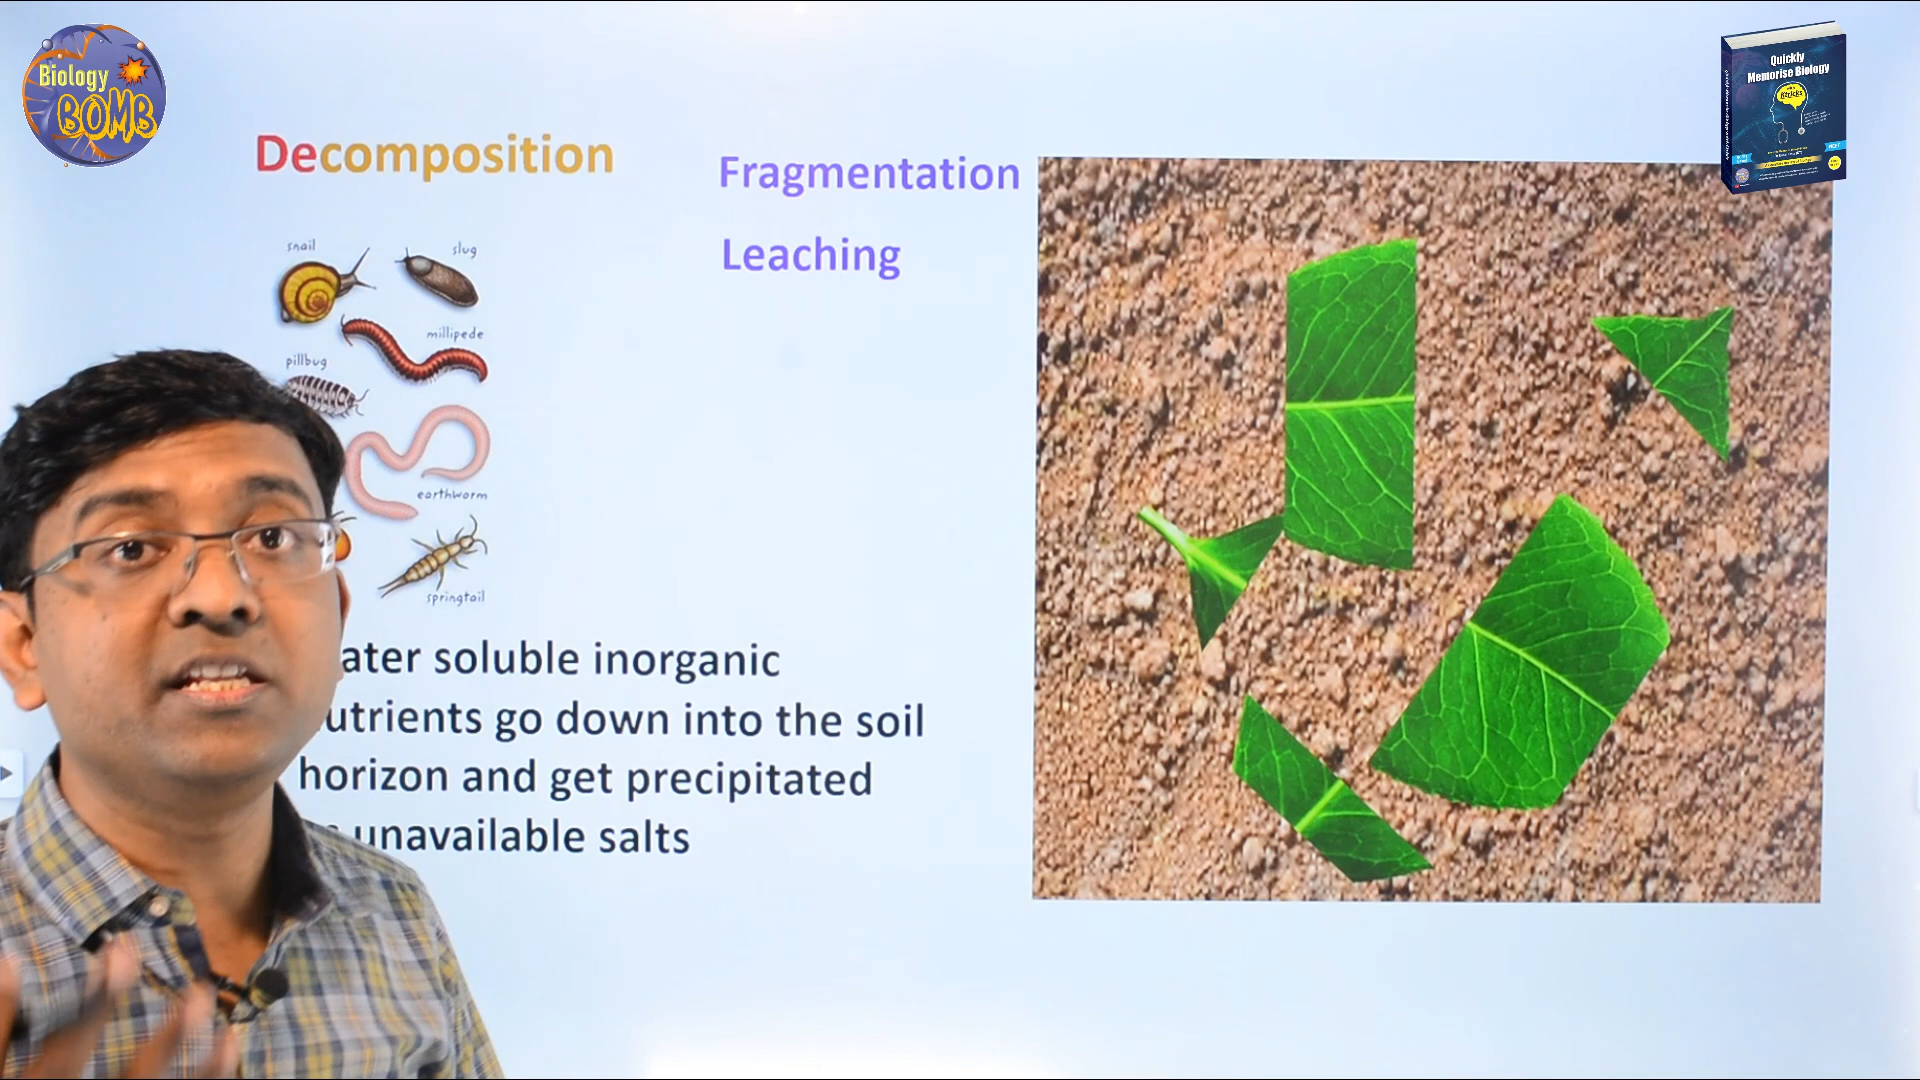 Biology
BOMB
Quickly
Memorise Biology
Decomposition
Fragmentation
Leaching
snail
slug
millipede
pillbug
earthworm
springtail
ater soluble inorganic
utrients go down into the soil
horizon and get precipitated
unavailable salts